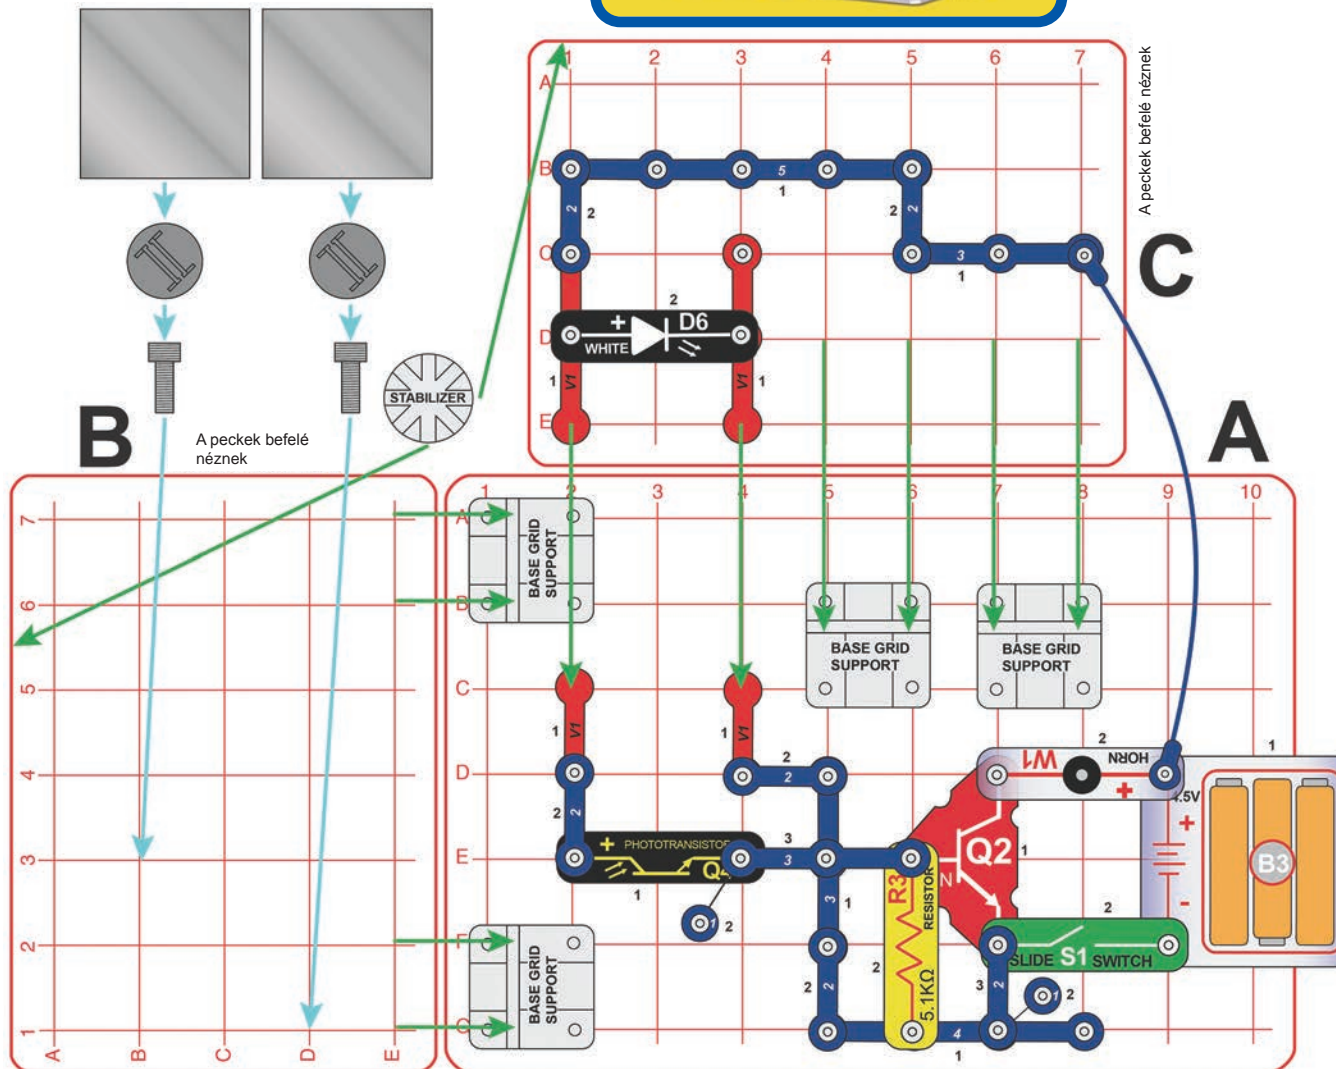 1 2 3 4 5 6 7
A
B
C
D
E
5
1
2
2
2
2
3
1
2
+ D6
WHITE
1 V1
V1 1
A peckek befelé néznek
C
STABILIZER
B
A peckek befelé
néznek
A
7
6
5
4
3
2
1
A B C D E
1 2 3 4 5 6 7 8 9 10
A
B
C
D
E
F
G
BASE GRID
SUPPORT
BASE GRID
SUPPORT
BASE GRID
SUPPORT
BASE GRID
SUPPORT
1 V1
1 V1
2
2
2
2
+ PHOTOTRANSISTOR
Q4
1
3
3
1 2
3 1
2 2
R3
RESISTOR
5.1KΩ
2
Q2
N
1
2
W1 HORN
+
1
4.5V
+
-
B3
2
SLIDE S1 SWITCH
3 2
1 2
4
1